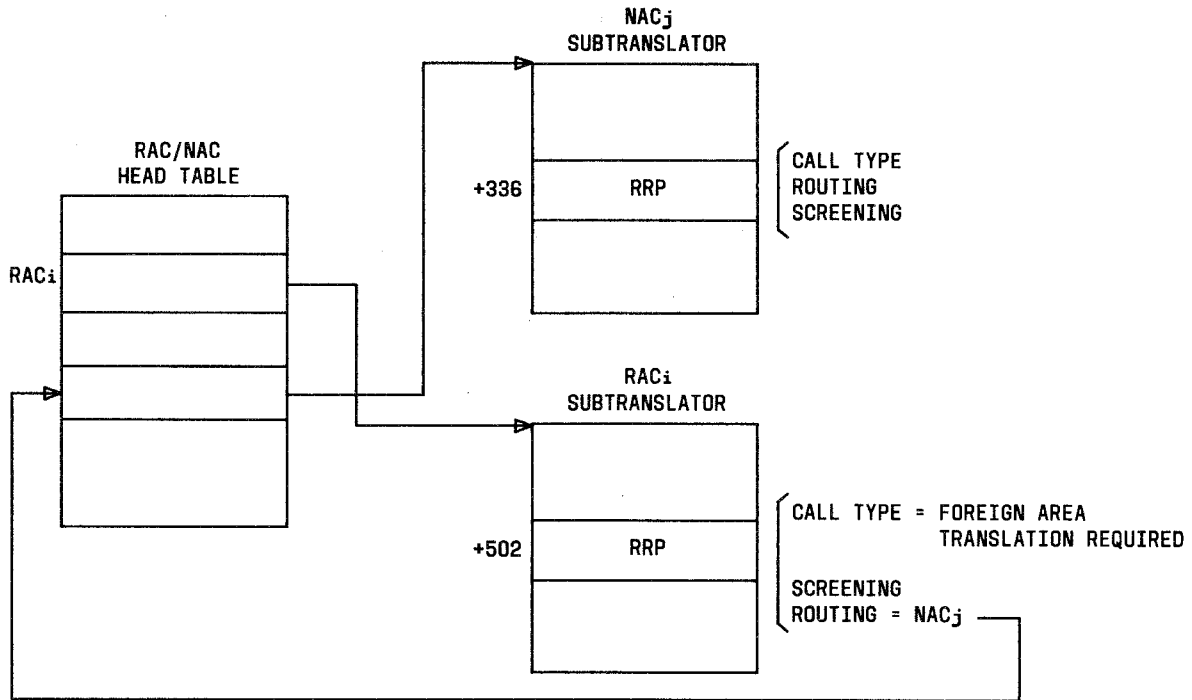 NACj
SUBTRANSLATOR
RAC/NAC
HEAD TABLE
+336
RRP
CALL TYPE
ROUTING
SCREENING
RACi
RACi
SUBTRANSLATOR
+502
RRP
CALL TYPE = FOREIGN AREA
TRANSLATION REQUIRED
SCREENING
ROUTING = NACj